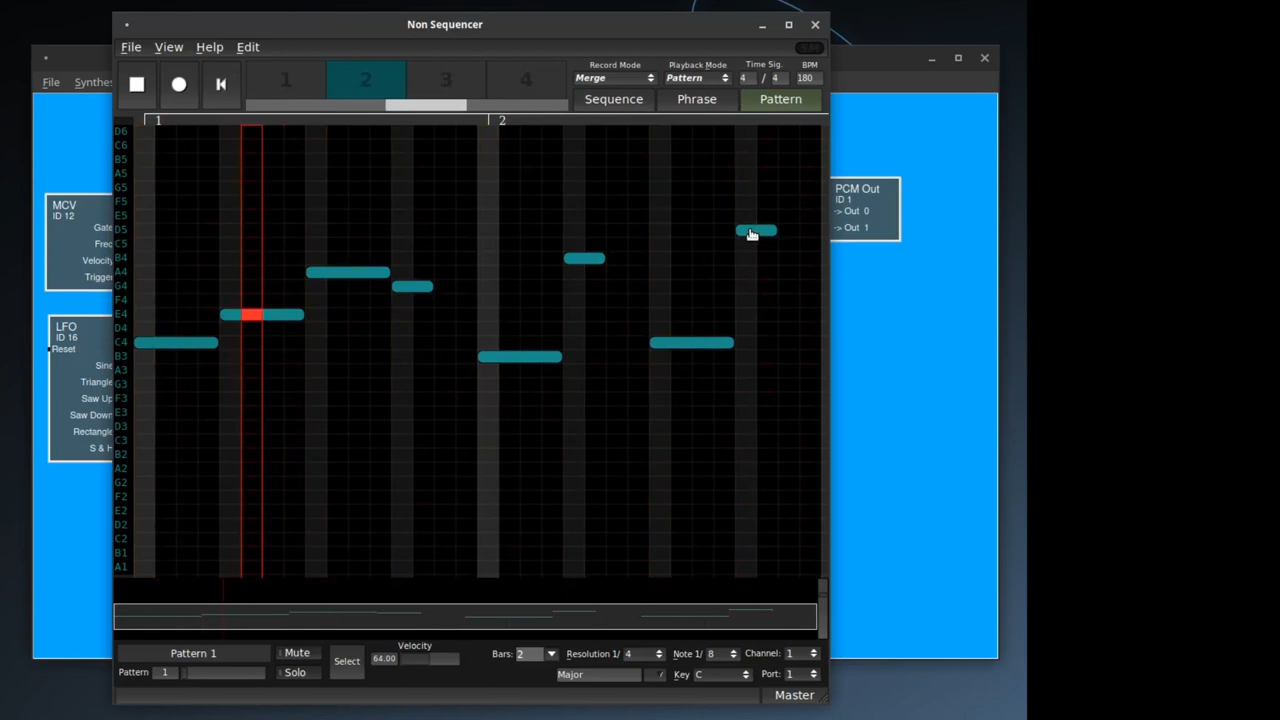 Non Sequencer
File View Help Edit
1 2 3 4
Record Mode
Merge
Playback Mode
Pattern
Time Sig.
4 / 4
BPM
180
Sequence Phrase Pattern
1 2
D6
C6
B5
A5
G5
F5
E5
D5
C5
B4
A4
G4
F4
E4
D4
C4
B3
A3
G3
F3
E3
D3
C3
B2
A2
G2
F2
E2
D2
C2
B1
A1
Pattern 1
Pattern 1
Mute
Solo
Select
Velocity
64.00
Bars: 2 Resolution 1/ 4 Note 1/ 8 Channel: 1
Major Key C Port: 1
Master
File Synthes
MCV
ID 12
Gate
Freq
Velocity
Trigger
LFO
ID 16
Reset
Sine
Triangle
Saw Up
Saw Down
Rectangle
S & H
PCM Out
ID 1
-> Out 0
-> Out 1